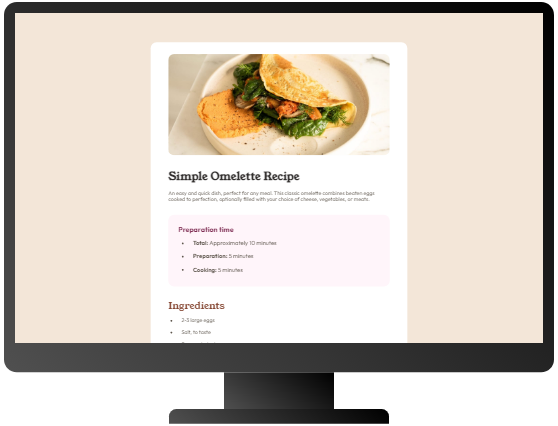 Simple Omelette Recipe
An easy and quick dish, perfect for any meal. This classic omelette combines beaten eggs
cooked to perfection, optionally filled with your choice of cheese, vegetables, or meats.
Preparation time
• Total: Approximately 10 minutes
• Preparation: 5 minutes
• Cooking: 5 minutes
Ingredients
• 2-3 large eggs
• Salt, to taste